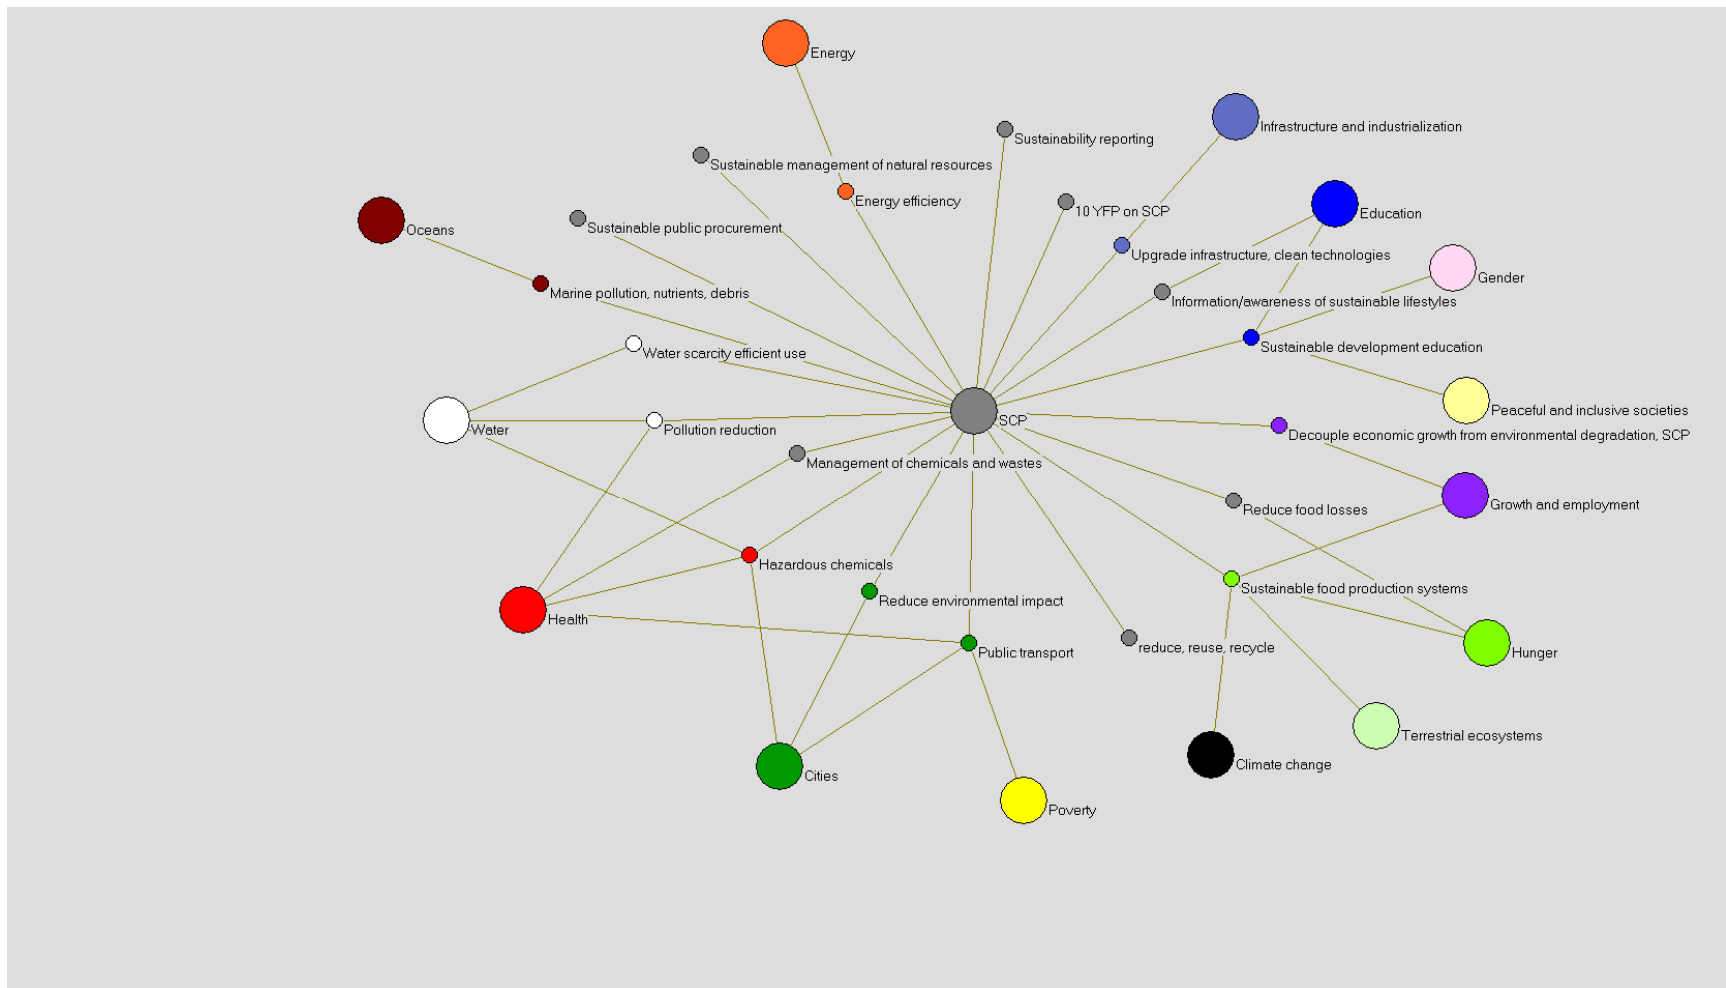 Energy
Infrastructure and industrialization
Sustainability reporting
Sustainable management of natural resources
Energy efficiency
10 YFP on SCP
Education
Oceans
Sustainable public procurement
Upgrade infrastructure, clean technologies
Gender
Marine pollution, nutrients, debris
Information/awareness of sustainable lifestyles
Water scarcity efficient use
Sustainable development education
Peaceful and inclusive societies
SCP
Water
Pollution reduction
Decouple economic growth from environmental degradation, SCP
Management of chemicals and wastes
Growth and employment
Reduce food losses
Hazardous chemicals
Sustainable food production systems
Reduce environmental impact
Health
reduce, reuse, recycle
Public transport
Hunger
Terrestrial ecosystems
Climate change
Cities
Poverty